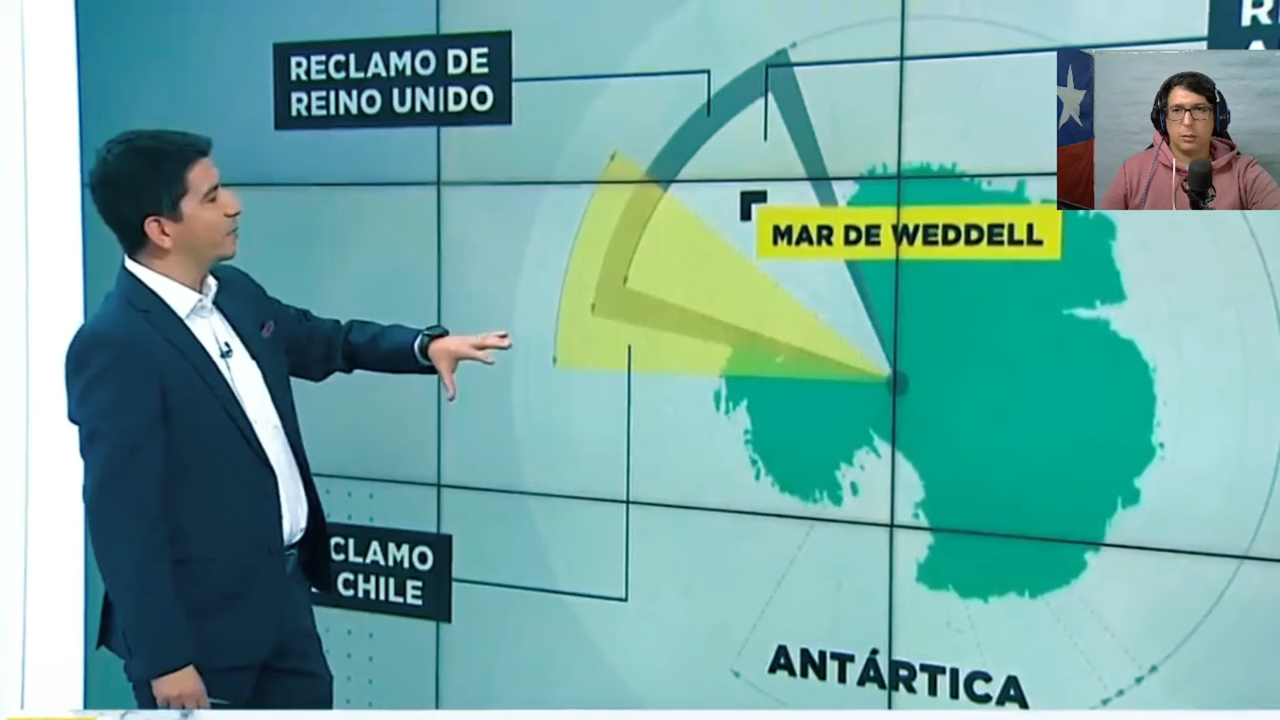 RECLAMO DE
REINO UNIDO
MAR DE WEDDELL
CLAMO
CHILE
ANTÁRTICA